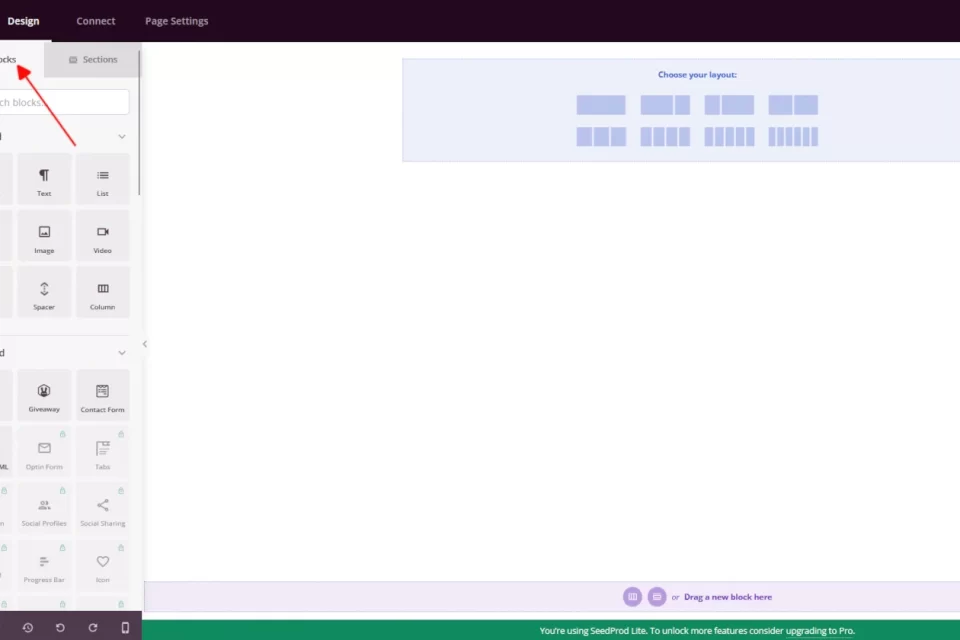 Design Connect Page Settings
ocks Sections
ch blocks...
Choose your layout:
Text List
Image Video
Spacer Column
d
Giveaway Contact Form
ML Optin Form Tabs
n Social Profiles Social Sharing
Progress Bar Icon
or Drag a new block here
You're using SeedProd Lite. To unlock more features consider upgrading to Pro.